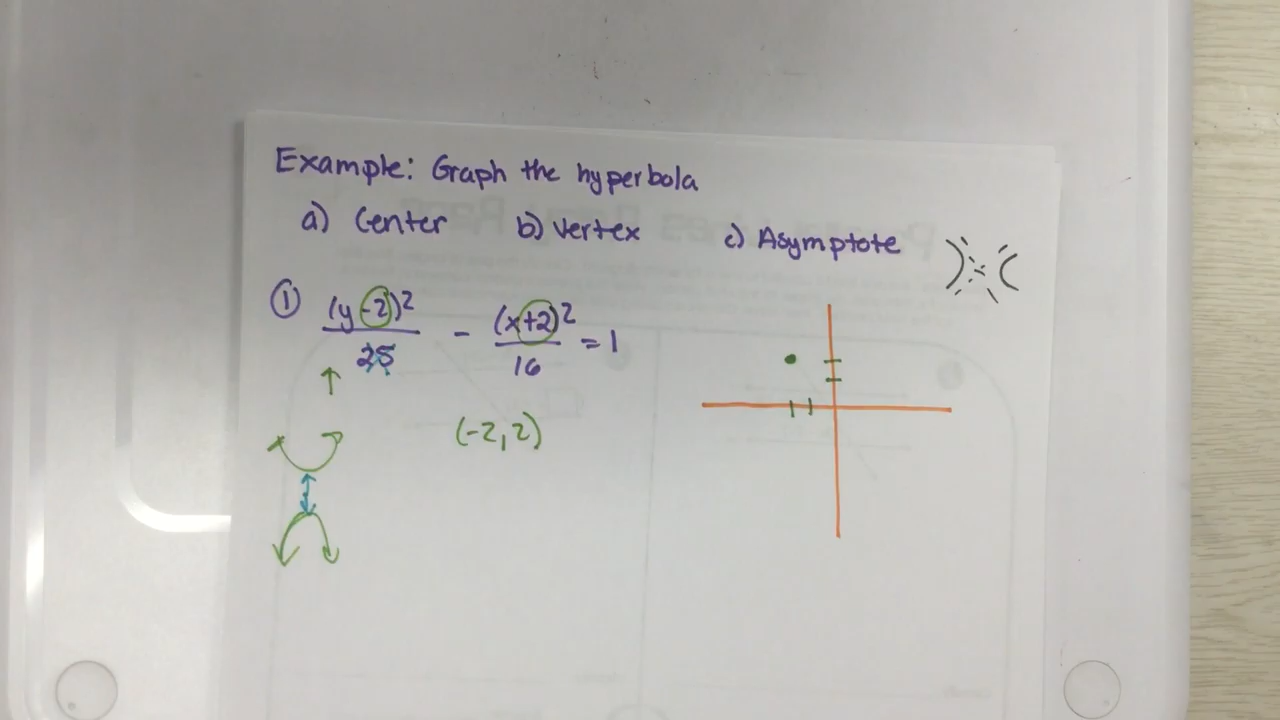 Example: Graph the hyperbola
a) Center b) Vertex c) Asymptote
① (y-2)²/25 - (x+2)²/16 = 1
(-2,2)